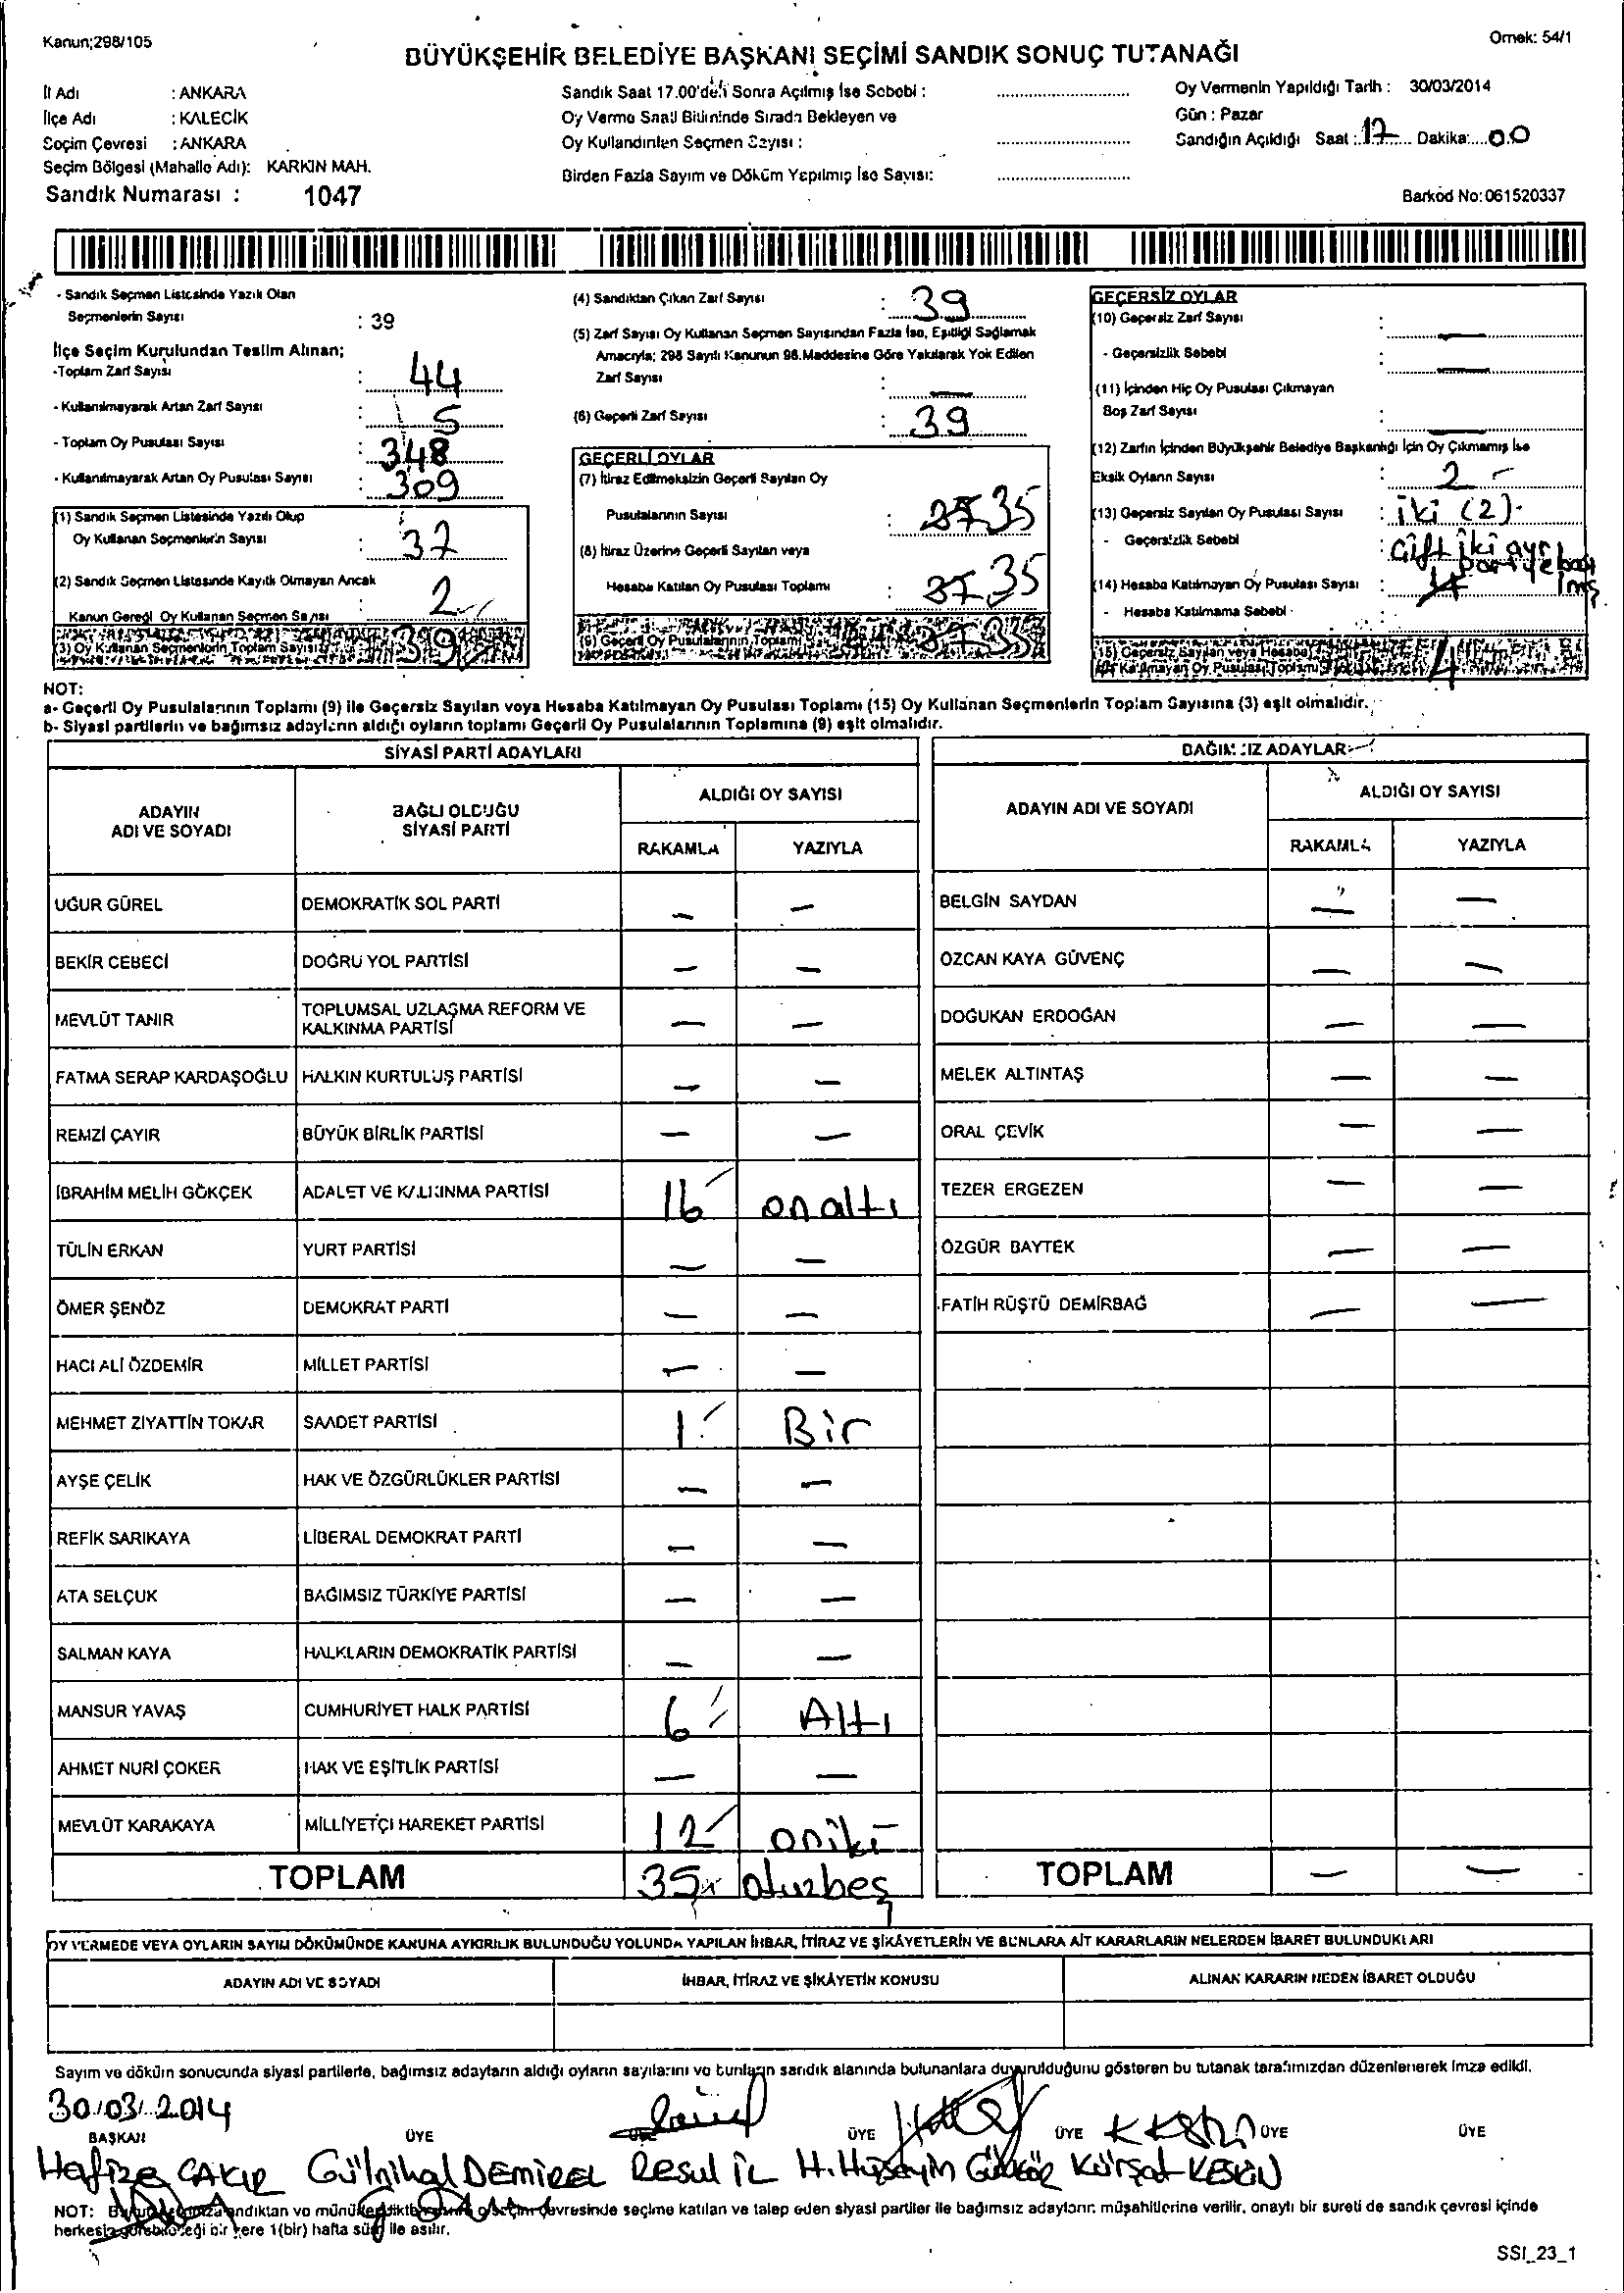 Kanun;298/105
Örnek: 54/1
BÜYÜKŞEHİR BELEDİYE BAŞKANI SEÇİMİ SANDIK SONUÇ TUTANAĞI
İl Adı : ANKARA
İlçe Adı : KALECİK
Seçim Çevresi : ANKARA
Seçim Bölgesi (Mahalle Adı): KARKIN MAH.
Sandık Numarası : 1047
Sandık Saat 17.00'den Sonra Açılmış İse Sebebi :
Oy Verme Saati Bitiminde Sırada Bekleyen ve
Oy Kullandırılan Seçmen Sayısı :
Birden Fazla Sayım ve Döküm Yapılmış İse Sayısı:
Oy Vermenin Yapıldığı Tarih : 30/03/2014
Gün : Pazar
Sandığın Açıldığı Saat : 17 Dakika: 00
Barkod No: 061520337
- Sandık Seçmen Listesinde Yazılı Olan
Seçmenlerin Sayısı : 39
İlçe Seçim Kurulundan Teslim Alınan;
-Toplam Zarf Sayısı : 44
- Kullanılmayarak Artan Zarf Sayısı : 5
- Toplam Oy Pusulası Sayısı : 348
- Kullanılmayarak Artan Oy Pusulası Sayısı : 309
(1) Sandık Seçmen Listesinde Yazılı Olup
Oy Kullanan Seçmenlerin Sayısı : 37
(2) Sandık Seçmen Listesinde Kayıtlı Olmayan Ancak
Kanun Gereği Oy Kullanan Seçmen Sayısı : 2
(3) Oy Kullanan Seçmenlerin Toplam Sayısı : 39
(4) Sandıktan Çıkan Zarf Sayısı : 39
(5) Zarf Sayısı Oy Kullanan Seçmen Sayısından Fazla İse, Eşitliği Sağlamak
Amacıyla; 298 Sayılı Kanunun 98.Maddesine Göre Yakılarak Yok Edilen
Zarf Sayısı : —
(6) Geçerli Zarf Sayısı : 39
GEÇERLİ OYLAR
(7) İtiraz Edilmeksizin Geçerli Sayılan Oy
Pusulalarının Sayısı : 37 35
(8) İtiraz Üzerine Geçerli Sayılan veya
Hesaba Katılan Oy Pusulası Toplamı : 37 35
(9) Geçerli Oy Pusulalarının Toplamı : 37 35
GEÇERSİZ OYLAR
(10) Geçersiz Zarf Sayısı : —
- Geçersizlik Sebebi : —
(11) İçinden Hiç Oy Pusulası Çıkmayan
Boş Zarf Sayısı : —
(12) Zarfın İçinden Büyükşehir Belediye Başkanlığı İçin Oy Çıkmamış İse
Eksik Oyların Sayısı : 2
(13) Geçersiz Sayılan Oy Pusulası Sayısı : iki (2)
- Geçersizlik Sebebi : Çift iki ayrı partiye
(14) Hesaba Katılmayan Oy Pusulası Sayısı :
- Hesaba Katılmama Sebebi :
(15) Geçersiz Sayılan veya Hesaba
Katılmayan Oy Pusulası Toplamı 4
NOT:
a- Geçerli Oy Pusulalarının Toplamı (9) ile Geçersiz Sayılan veya Hesaba Katılmayan Oy Pusulası Toplamı (15) Oy Kullanan Seçmenlerin Toplam Sayısına (3) eşit olmalıdır.
b- Siyasi partilerin ve bağımsız adayların aldığı oyların toplamı Geçerli Oy Pusulalarının Toplamına (9) eşit olmalıdır.
SİYASİ PARTİ ADAYLARI
ADAYIN ADI VE SOYADI BAĞLI OLDUĞU SİYASİ PARTİ ALDIĞI OY SAYISI
RAKAMLA YAZIYLA
UĞUR GÜREL DEMOKRATİK SOL PARTİ — —
BEKİR CEBECİ DOĞRU YOL PARTİSİ — —
MEVLÜT TANIR TOPLUMSAL UZLAŞMA REFORM VE KALKINMA PARTİSİ — —
FATMA SERAP KARDAŞOĞLU HALKIN KURTULUŞ PARTİSİ — —
REMZİ ÇAYIR BÜYÜK BİRLİK PARTİSİ — —
İBRAHİM MELİH GÖKÇEK ADALET VE KALKINMA PARTİSİ 16 onaltı
TÜLİN ERKAN YURT PARTİSİ — —
ÖMER ŞENÖZ DEMOKRAT PARTİ — —
HACI ALİ ÖZDEMİR MİLLET PARTİSİ — —
MEHMET ZİYATTİN TOKAR SAADET PARTİSİ 1 Bir
AYŞE ÇELİK HAK VE ÖZGÜRLÜKLER PARTİSİ — —
REFİK SARIKAYA LİBERAL DEMOKRAT PARTİ — —
ATA SELÇUK BAĞIMSIZ TÜRKİYE PARTİSİ — —
SALMAN KAYA HALKLARIN DEMOKRATİK PARTİSİ — —
MANSUR YAVAŞ CUMHURİYET HALK PARTİSİ 6 Altı
AHMET NURİ ÇOKER HAK VE EŞİTLİK PARTİSİ — —
MEVLÜT KARAKAYA MİLLİYETÇİ HAREKET PARTİSİ 12 oniki
TOPLAM 35 otuzbeş
BAĞIMSIZ ADAYLAR
ADAYIN ADI VE SOYADI ALDIĞI OY SAYISI
RAKAMLA YAZIYLA
BELGİN SAYDAN — —
ÖZCAN KAYA GÜVENÇ — —
DOĞUKAN ERDOĞAN — —
MELEK ALTINTAŞ — —
ORAL ÇEVİK — —
TEZER ERGEZEN — —
ÖZGÜR BAYTEK — —
FATİH RÜŞTÜ DEMİRBAĞ — —
TOPLAM — —
OY VERMEDE VEYA OYLARIN SAYIM DÖKÜMÜNDE KANUNA AYKIRILIK BULUNDUĞU YOLUNDA YAPILAN İHBAR, İTİRAZ VE ŞİKÂYETLERİN VE BUNLARA AİT KARARLARIN NELERDEN İBARET BULUNDUKLARI
ADAYIN ADI VE SOYADI İHBAR, İTİRAZ VE ŞİKÂYETİN KONUSU ALINAN KARARIN NEDEN İBARET OLDUĞU
Sayım ve döküm sonucunda siyasi partilerle, bağımsız adayların aldığı oyların sayılarını ve bunların sandık alanında bulunanlara duyurulduğunu gösteren bu tutanak tarafımızdan düzenlenerek imza edildi.
30.03.2014
BAŞKAN ÜYE ÜYE ÜYE ÜYE ÜYE ÜYE
Hafize ÇAKIR Gülnihal DEMİREL Resul İL H.Hüseyin Kürşat KESKİN
NOT: andıktan ve seçim çevresinde seçime katılan ve talep eden siyasi partiler ile bağımsız adayların müşahitlerine verilir, onaylı bir sureti de sandık çevresi içinde
herkesin görebileceği bir yere 1(bir) hafta süre ile asılır.
SSI_23_1